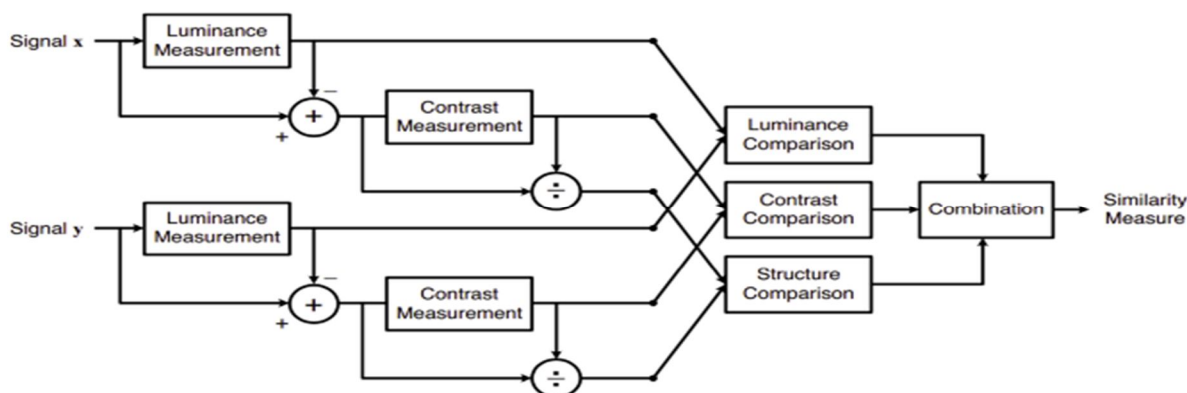 Signal x
Luminance
Measurement
−
+
+
Contrast
Measurement
÷
Signal y
Luminance
Measurement
−
+
+
Contrast
Measurement
÷
Luminance
Comparison
Contrast
Comparison
Structure
Comparison
Combination
Similarity
Measure